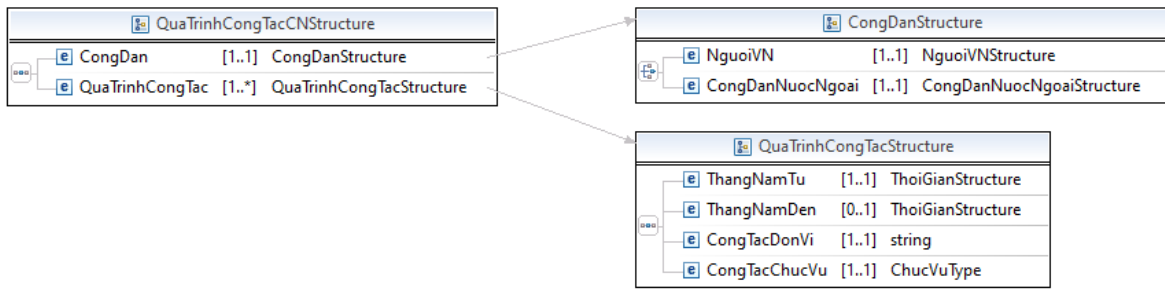 QuaTrinhCongTacCNStructure
CongDan [1..1] CongDanStructure
QuaTrinhCongTac [1..*] QuaTrinhCongTacStructure
CongDanStructure
NguoiVN [1..1] NguoiVNStructure
CongDanNuocNgoai [1..1] CongDanNuocNgoaiStructure
QuaTrinhCongTacStructure
ThangNamTu [1..1] ThoiGianStructure
ThangNamDen [0..1] ThoiGianStructure
CongTacDonVi [1..1] string
CongTacChucVu [1..1] ChucVuType